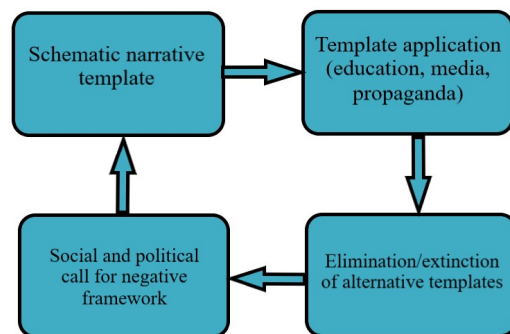 Schematic narrative
template
Template application
(education, media,
propaganda)
Elimination/extinction
of alternative templates
Social and political
call for negative
framework